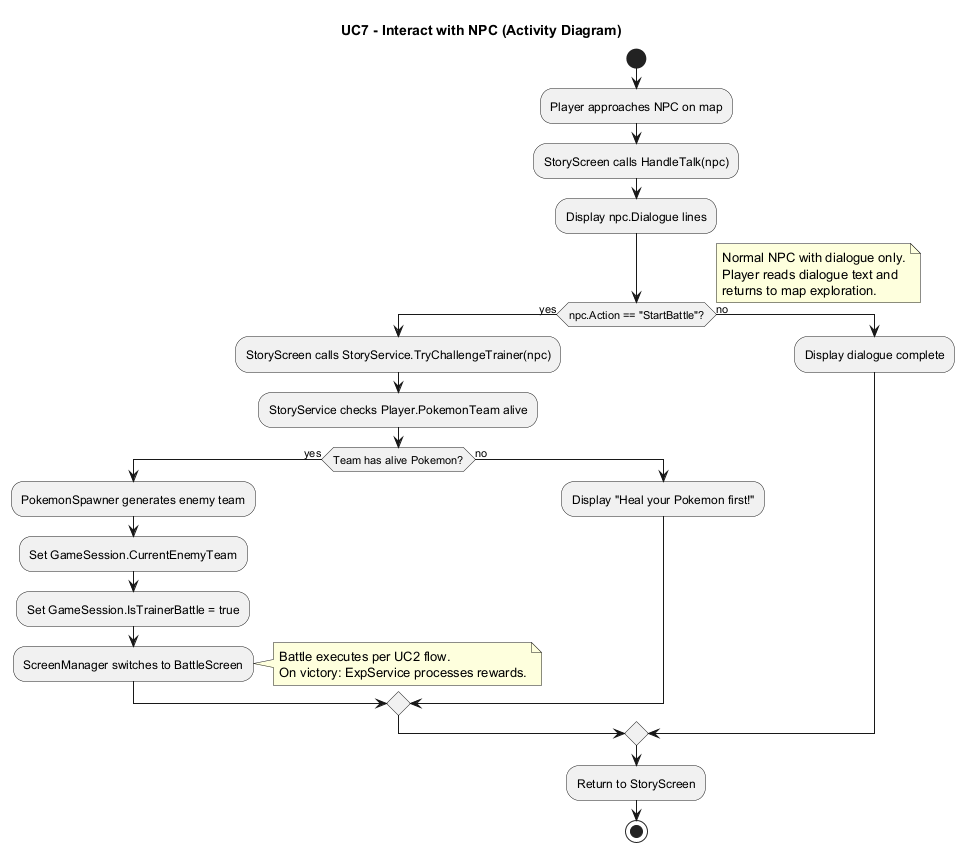 UC7 - Interact with NPC (Activity Diagram)
Player approaches NPC on map
StoryScreen calls HandleTalk(npc)
Display npc.Dialogue lines
Normal NPC with dialogue only.
Player reads dialogue text and
returns to map exploration.
yes
npc.Action == "StartBattle"?
no
StoryScreen calls StoryService.TryChallengeTrainer(npc)
Display dialogue complete
StoryService checks Player.PokemonTeam alive
yes
Team has alive Pokemon?
no
PokemonSpawner generates enemy team
Display "Heal your Pokemon first!"
Set GameSession.CurrentEnemyTeam
Set GameSession.IsTrainerBattle = true
ScreenManager switches to BattleScreen
Battle executes per UC2 flow.
On victory: ExpService processes rewards.
Return to StoryScreen